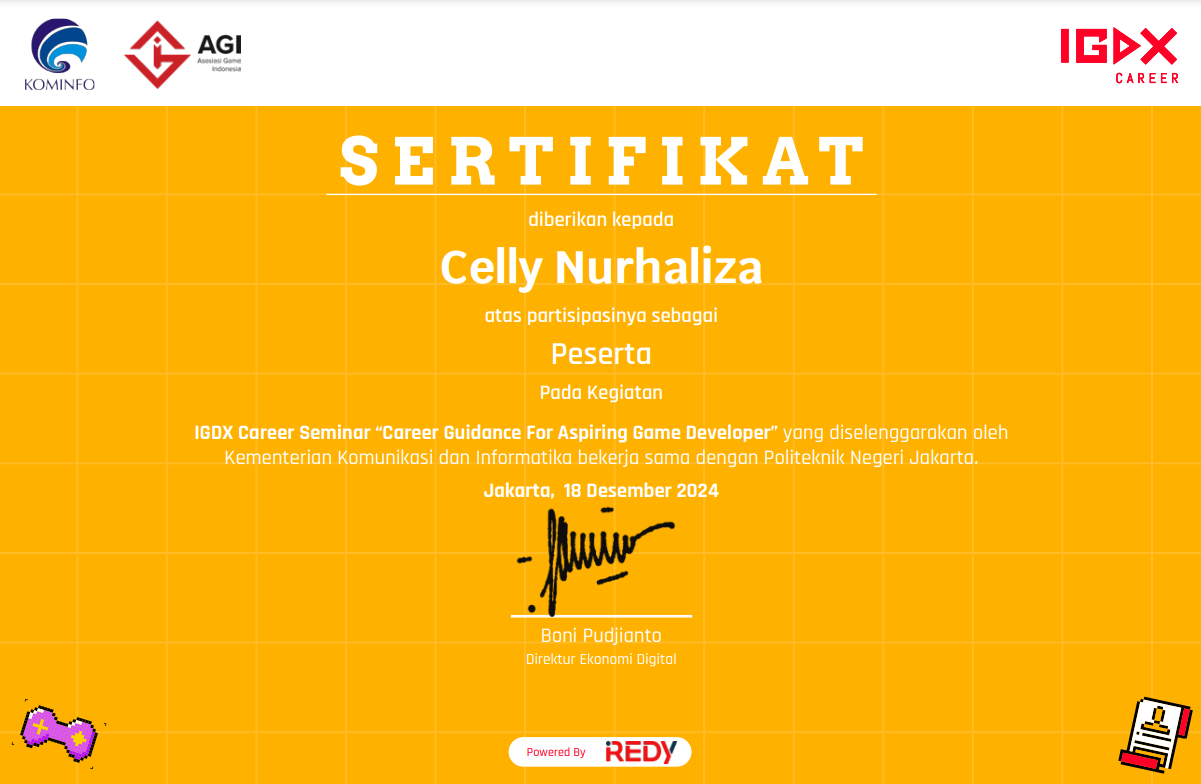 KOMINFO
AGI
Asosiasi Game
Indonesia
IGDX
CAREER
SERTIFIKAT
diberikan kepada
Celly Nurhaliza
atas partisipasinya sebagai
Peserta
Pada Kegiatan
IGDX Career Seminar “Career Guidance For Aspiring Game Developer” yang diselenggarakan oleh
Kementerian Komunikasi dan Informatika bekerja sama dengan Politeknik Negeri Jakarta.
Jakarta, 18 Desember 2024
Boni Pudjianto
Direktur Ekonomi Digital
Powered By REDY